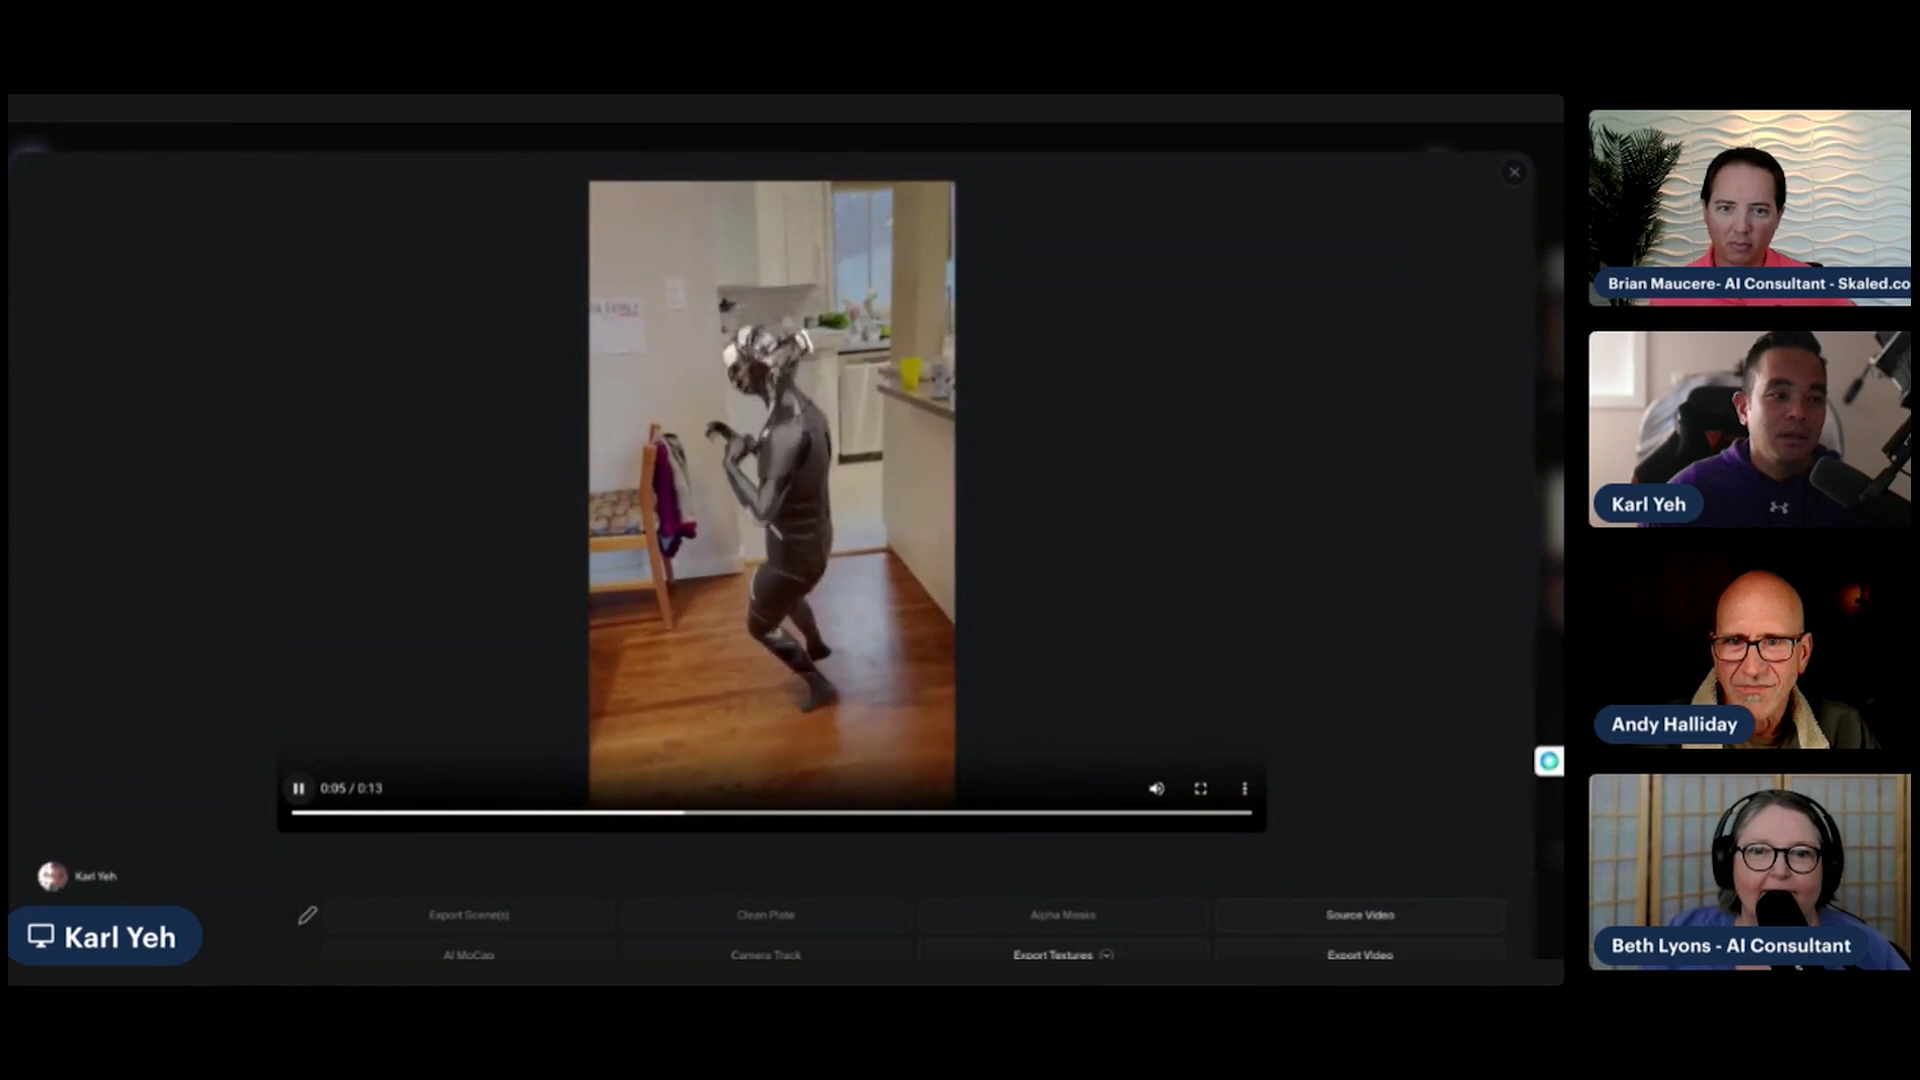 0:05 / 0:13
Karl Yeh
Export Scene(s)
Clean Plate
Alpha Masks
Source Video
AI MoCap
Camera Track
Export Textures
Export Video
Karl Yeh
Brian Maucere- AI Consultant - Skaled.co
Karl Yeh
Andy Halliday
Beth Lyons - AI Consultant